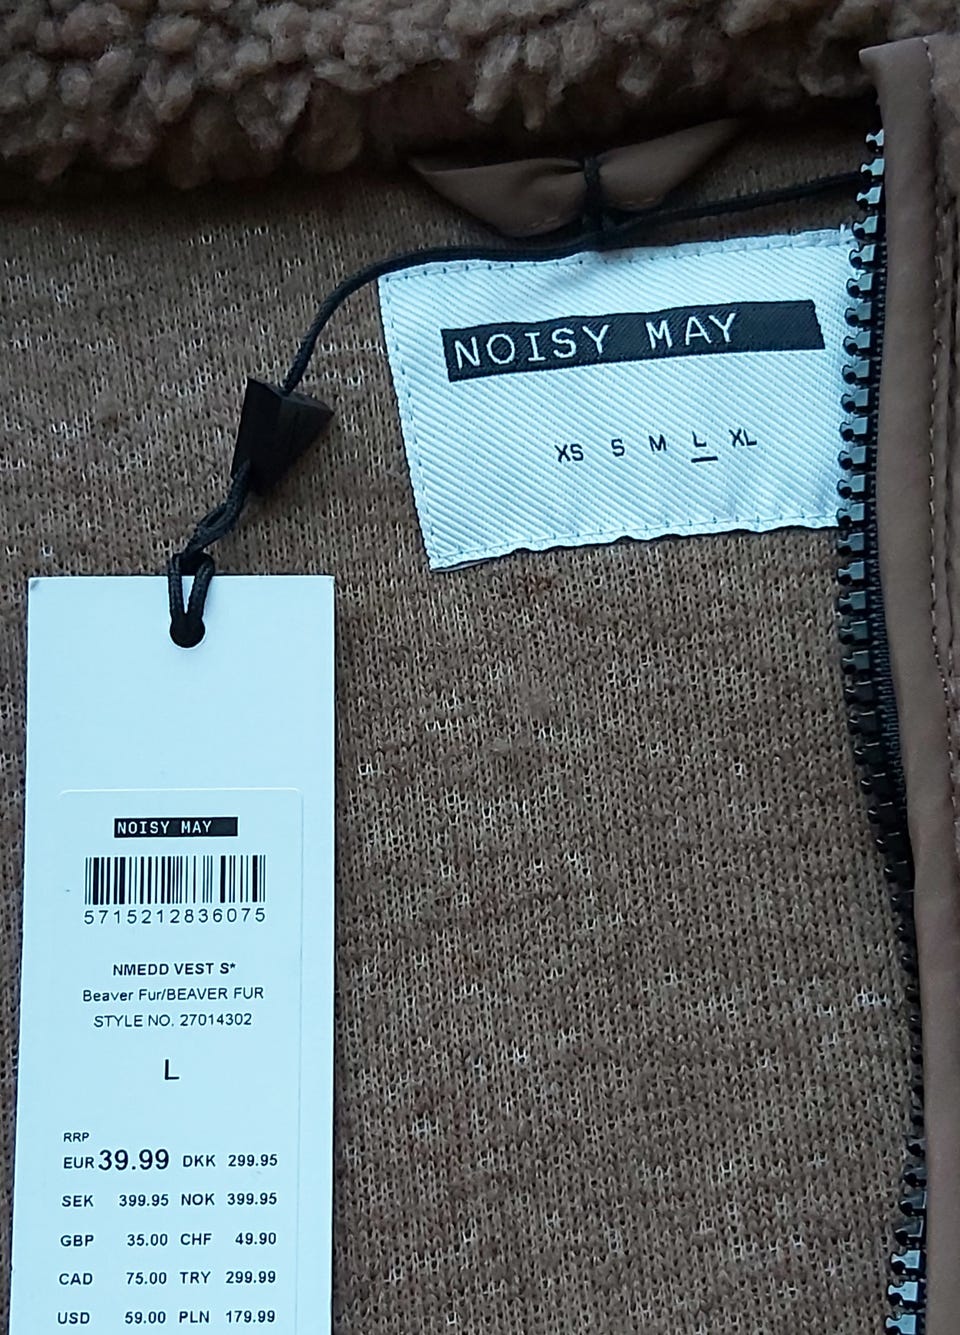 NOISY MAY
XS S M L XL
NOISY MAY
5715212836075
NMEDD VEST S*
Beaver Fur/BEAVER FUR
STYLE NO. 27014302
L
RRP
EUR 39.99 DKK 299.95
SEK 399.95 NOK 399.95
GBP 35.00 CHF 49.90
CAD 75.00 TRY 299.99
USD 59.00 PLN 179.99